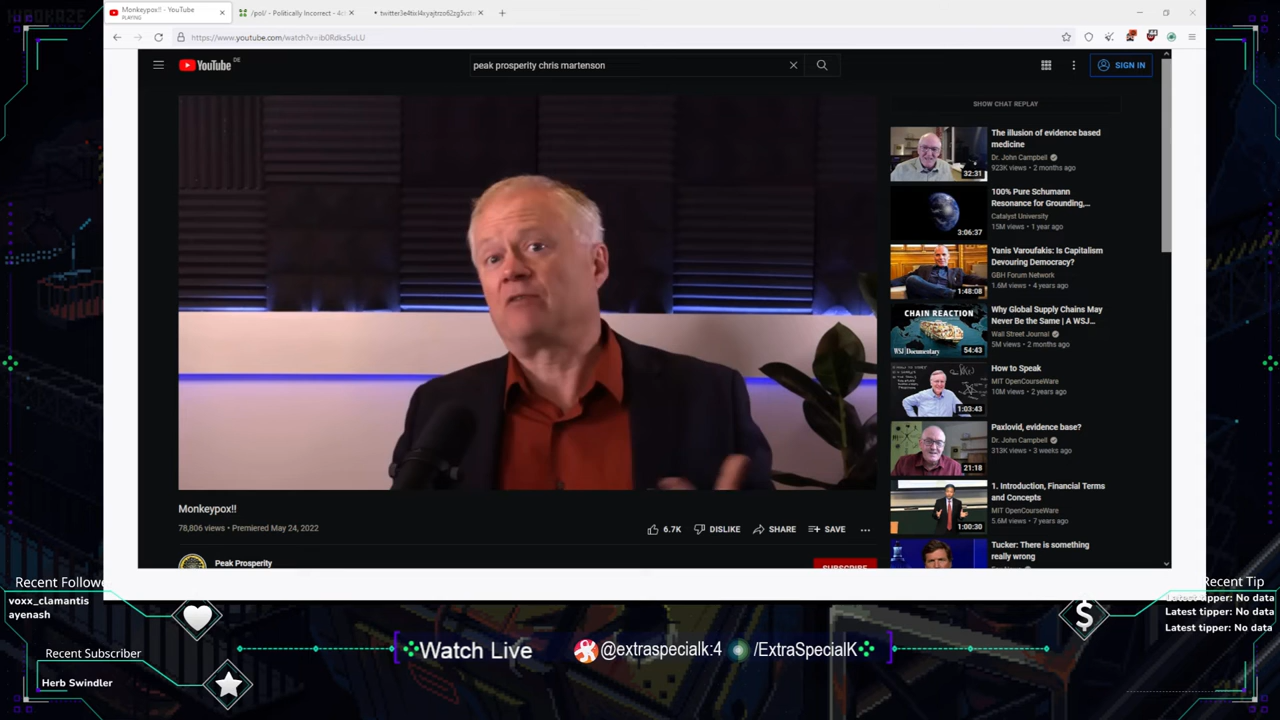 Monkeypox!! - YouTube
PLAYING
/pol/ - Politically Incorrect - 4c
https://www.youtube.com/watch?v=ib0RdksSuLU
YouTube DE
peak prosperity chris martenson
SIGN IN
SHOW CHAT REPLAY
The illusion of evidence based
medicine
Dr. John Campbell
923K views • 2 months ago
32:31
100% Pure Schumann
Resonance for Grounding,...
Catalyst University
15M views • 1 year ago
3:06:37
Yanis Varoufakis: Is Capitalism
Devouring Democracy?
GBH Forum Network
1.6M views • 4 years ago
1:48:08
CHAIN REACTION
WSJ Documentary
Why Global Supply Chains May
Never Be the Same | A WSJ...
Wall Street Journal
5M views • 2 months ago
54:43
How to Speak
MIT OpenCourseWare
10M views • 2 years ago
1:03:43
Paxlovid, evidence base?
Dr. John Campbell
313K views • 3 weeks ago
21:18
1. Introduction, Financial Terms
and Concepts
MIT OpenCourseWare
5.6M views • 7 years ago
1:00:30
Tucker: There is something
really wrong
Monkeypox!!
78,806 views • Premiered May 24, 2022
6.7K
DISLIKE
SHARE
SAVE
Peak Prosperity
SUBSCRIBE
Recent Followe
voxx_clamantis
ayenash
Recent Subscriber
Herb Swindler
Watch Live
@extraspecialk:4
/ExtraSpecialK
Recent Tip
Latest tipper: No data
Latest tipper: No data
Latest tipper: No data